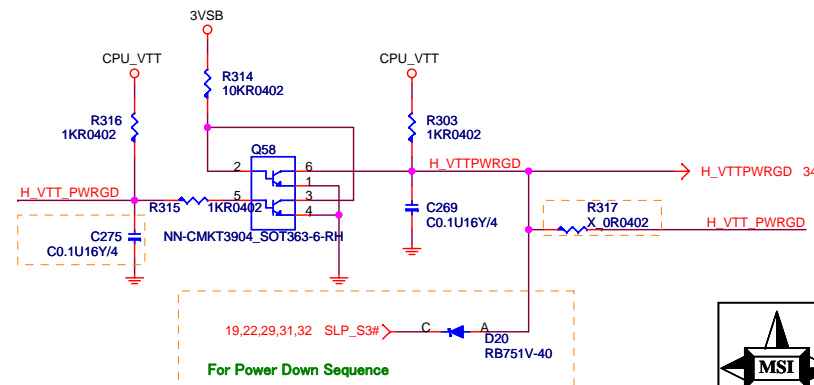 3VSB
CPU_VTT
CPU_VTT
R314
10KR0402
R316
1KR0402
R303
1KR0402
Q58
2
6
1
5
3
4
H_VTTPWRGD
H_VTTPWRGD 34
H_VTT_PWRGD
R315 1KR0402
R317
X_0R0402
H_VTT_PWRGD
C275
C0.1U16Y/4
C269
C0.1U16Y/4
NN-CMKT3904_SOT363-6-RH
19,22,29,31,32 SLP_S3#
C
A
D20
RB751V-40
For Power Down Sequence
MSI